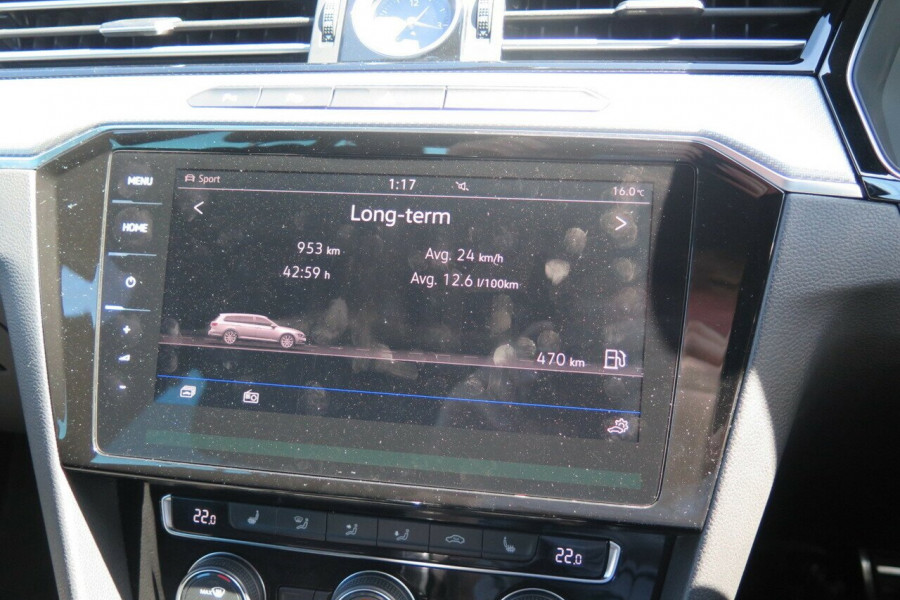 MENU
Sport
1:17
16.0°C
HOME
Long-term
953 km
Avg. 24 km/h
42:59 h
Avg. 12.6 l/100km
470 km
+
-
22.0
22.0
MAX